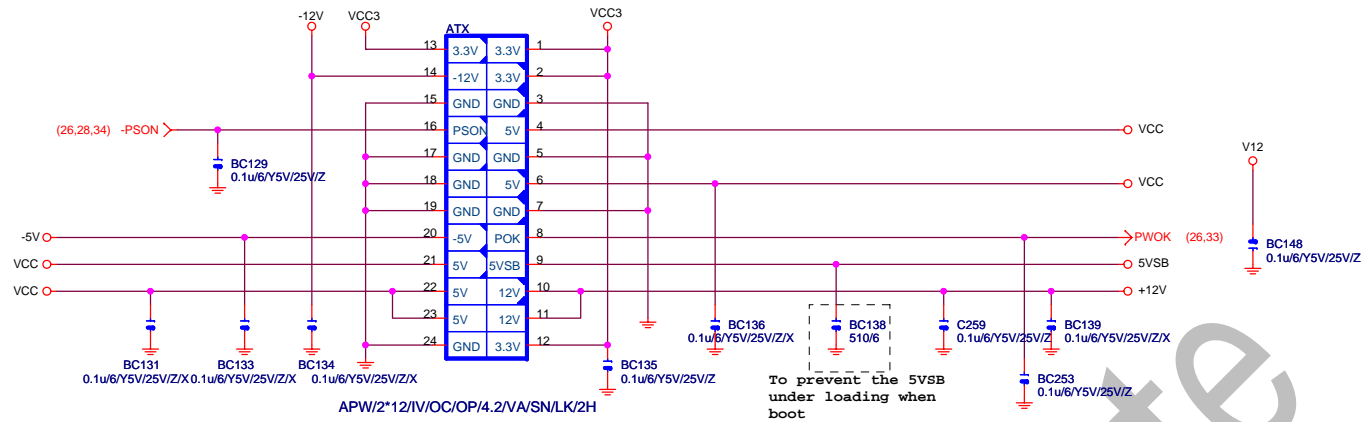 -12V VCC3 VCC3
ATX
13 3.3V 3.3V 1
14 -12V 3.3V 2
15 GND GND 3
(26,28,34) -PSON 16 PSON 5V 4 VCC
17 GND GND 5
18 GND 5V 6 VCC
19 GND GND 7
-5V 20 -5V POK 8 PWOK (26,33)
VCC 21 5V 5VSB 9 5VSB
VCC 22 5V 12V 10 +12V
23 5V 12V 11
24 GND 3.3V 12
BC129
0.1u/6/Y5V/25V/Z
V12
BC148
0.1u/6/Y5V/25V/Z
BC131
0.1u/6/Y5V/25V/Z/X
BC133
0.1u/6/Y5V/25V/Z/X
BC134
0.1u/6/Y5V/25V/Z/X
BC135
0.1u/6/Y5V/25V/Z
BC136
0.1u/6/Y5V/25V/Z/X
BC138
510/6
C259
0.1u/6/Y5V/25V/Z
BC139
0.1u/6/Y5V/25V/Z/X
BC253
0.1u/6/Y5V/25V/Z
To prevent the 5VSB
under loading when
boot
APW/2*12/IV/OC/OP/4.2/VA/SN/LK/2H
te